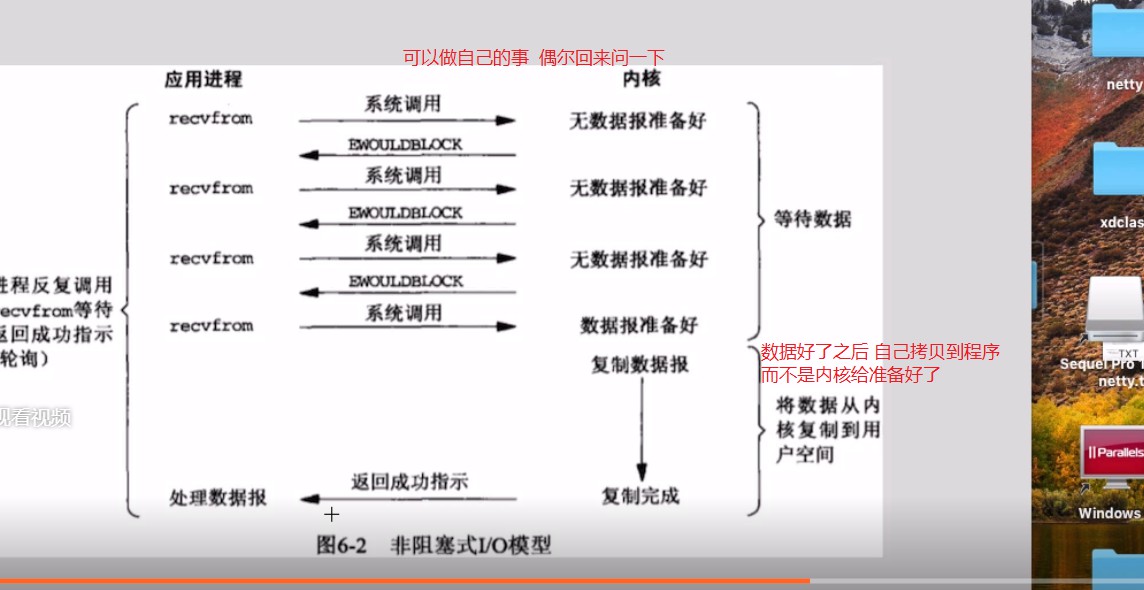 可以做自己的事 偶尔回来问一下
应用进程
内核
系统调用
recvfrom
无数据报准备好
EWOULDBLOCK
系统调用
recvfrom
无数据报准备好
EWOULDBLOCK
系统调用
recvfrom
无数据报准备好
EWOULDBLOCK
系统调用
recvfrom
数据报准备好
等待数据
进程反复调用
recvfrom等待
返回成功指示
轮询）
数据好了之后 自己拷贝到程序
而不是内核给准备好了
复制数据报
将数据从内
核复制到用
户空间
观看视频
返回成功指示
处理数据报
复制完成
图6-2 非阻塞式I/O模型
netty
xdclas
TXT
Sequel Pro
netty.t
Parallels
Windows